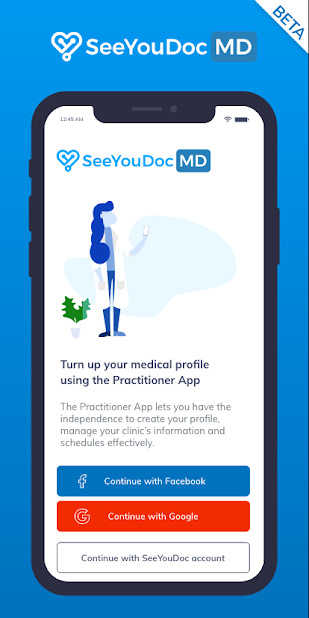 BETA
SeeYouDoc MD
12:45 AM
SeeYouDoc MD
Turn up your medical profile
using the Practitioner App
The Practitioner App lets you have the
independence to create your profile,
manage your clinic's information and
schedules effectively.
Continue with Facebook
Continue with Google
Continue with SeeYouDoc account